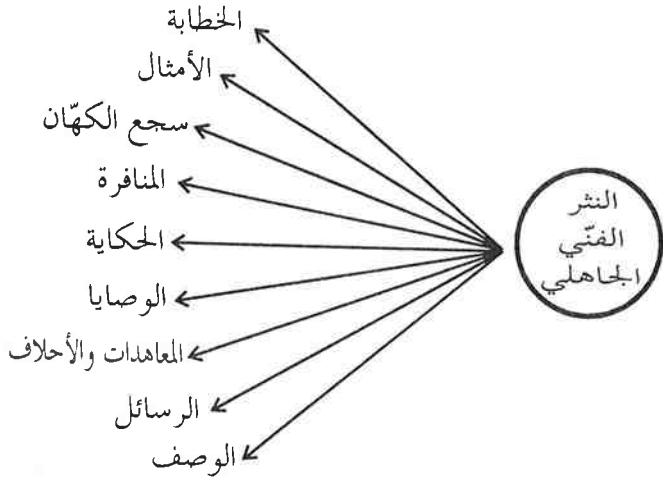 النثر
الفنّي
الجاهلي
الخطابة
الأمثال
سجع الكهّان
المنافرة
الحكاية
الوصايا
المعاهدات والأحلاف
الرسائل
الوصف